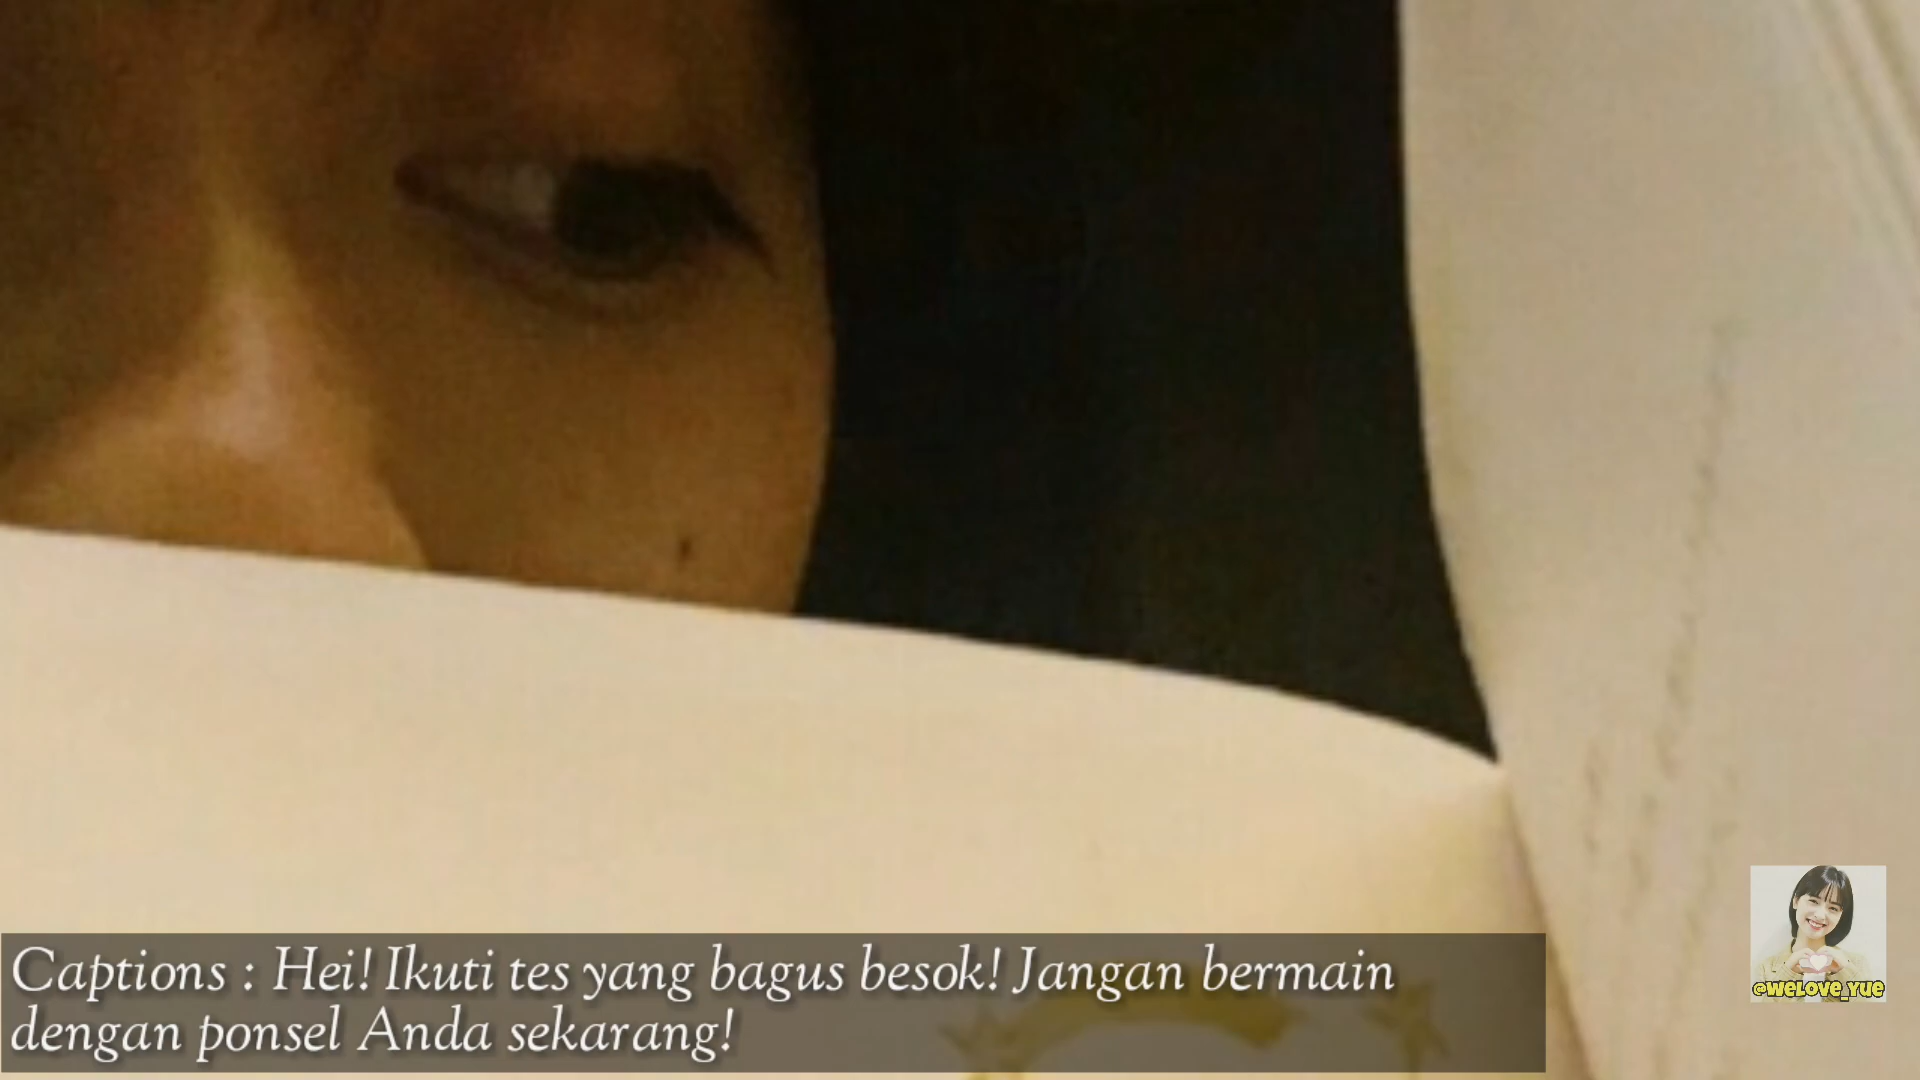 Captions : Hei! Ikuti tes yang bagus besok! Jangan bermain
dengan ponsel Anda sekarang!
@WELOVE_YUE